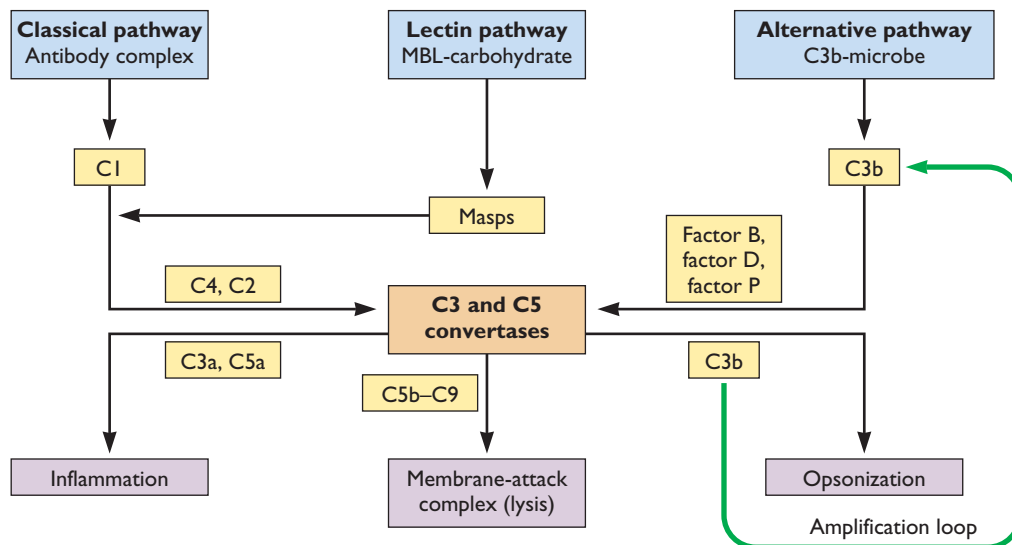 Classical pathway
Antibody complex
Lectin pathway
MBL-carbohydrate
Alternative pathway
C3b-microbe
C1
C3b
Masps
Factor B,
factor D,
factor P
C4, C2
C3 and C5
convertases
C3a, C5a
C3b
C5b–C9
Inflammation
Membrane-attack
complex (lysis)
Opsonization
Amplification loop